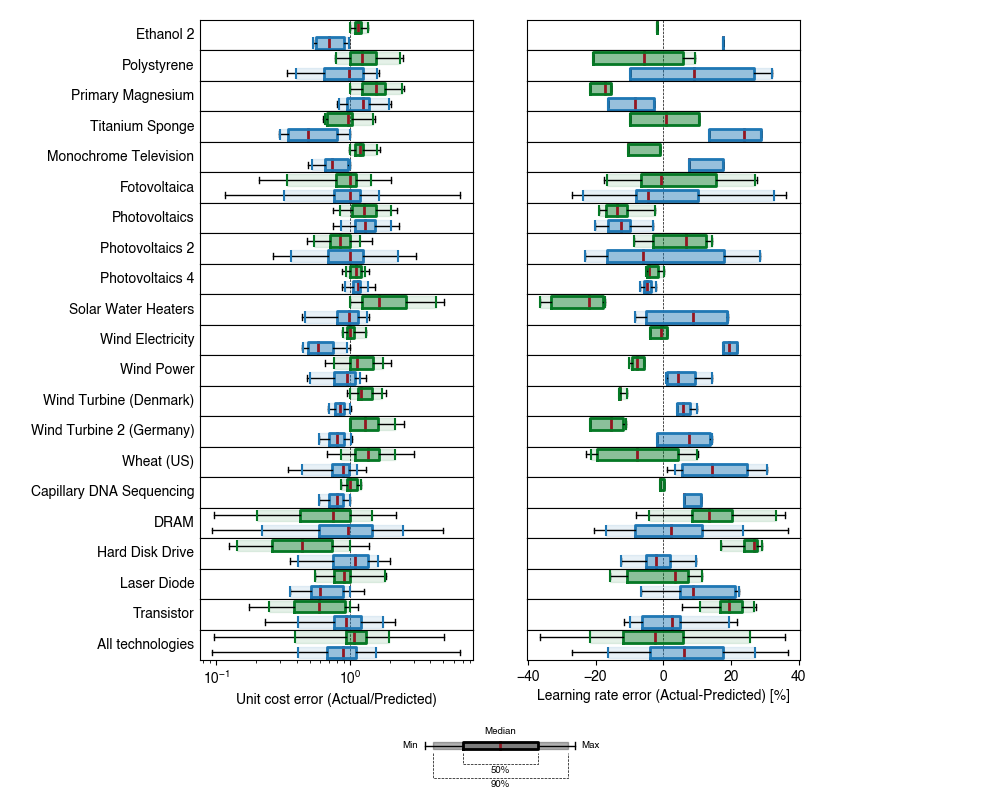 Ethanol 2
Polystyrene
Primary Magnesium
Titanium Sponge
Monochrome Television
Fotovoltaica
Photovoltaics
Photovoltaics 2
Photovoltaics 4
Solar Water Heaters
Wind Electricity
Wind Power
Wind Turbine (Denmark)
Wind Turbine 2 (Germany)
Wheat (US)
Capillary DNA Sequencing
DRAM
Hard Disk Drive
Laser Diode
Transistor
All technologies
10⁻¹ 10⁰
Unit cost error (Actual/Predicted)
−40 −20 0 20 40
Learning rate error (Actual-Predicted) [%]
Median
Min Max
50%
90%